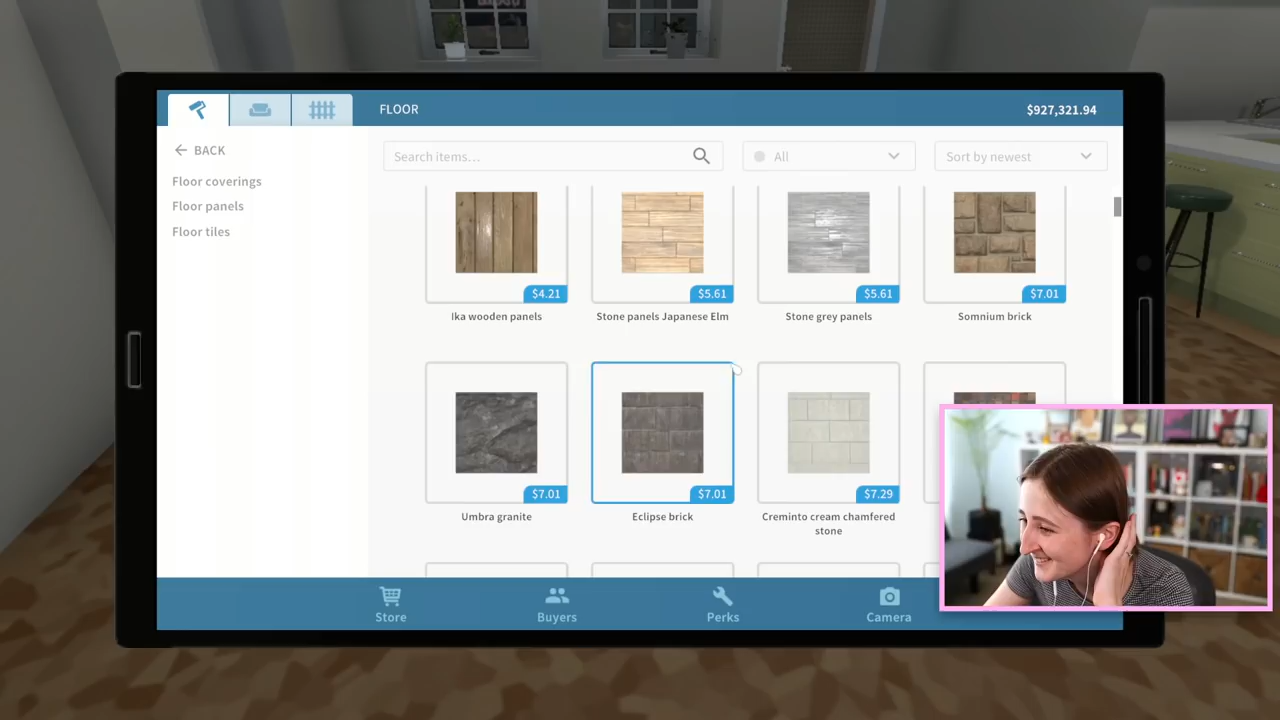 FLOOR
$927,321.94
BACK
Search items...
All
Sort by newest
Floor coverings
Floor panels
Floor tiles
$4.21
$5.61
$5.61
$7.01
Ika wooden panels
Stone panels Japanese Elm
Stone grey panels
Somnium brick
$7.01
$7.01
$7.29
Umbra granite
Eclipse brick
Creminto cream chamfered
stone
Store
Buyers
Perks
Camera